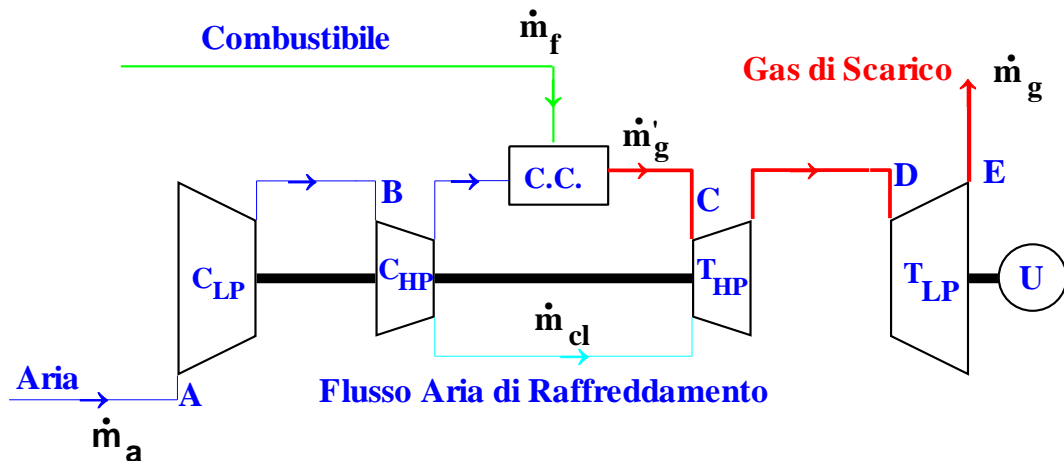 Combustibile
ṁf
Gas di Scarico
ṁg
ṁ'g
C.C.
B
C
D
E
CLP
CHP
THP
TLP
U
ṁcl
Aria
A
Flusso Aria di Raffreddamento
ṁa